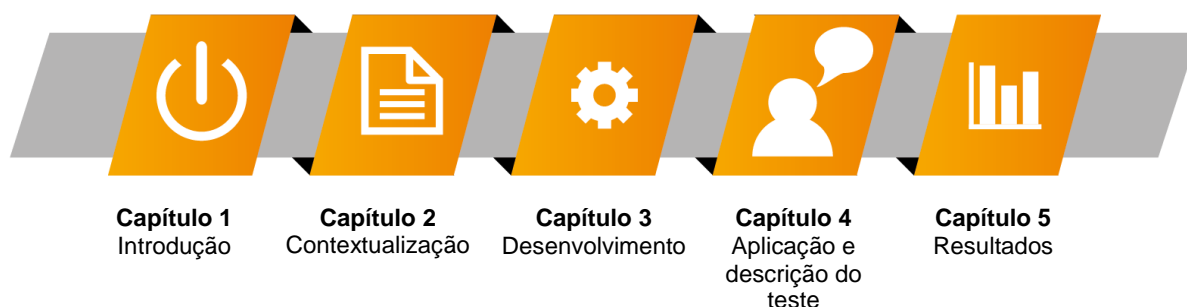 Capítulo 1
Introdução
Capítulo 2
Contextualização
Capítulo 3
Desenvolvimento
Capítulo 4
Aplicação e
descrição do
teste
Capítulo 5
Resultados